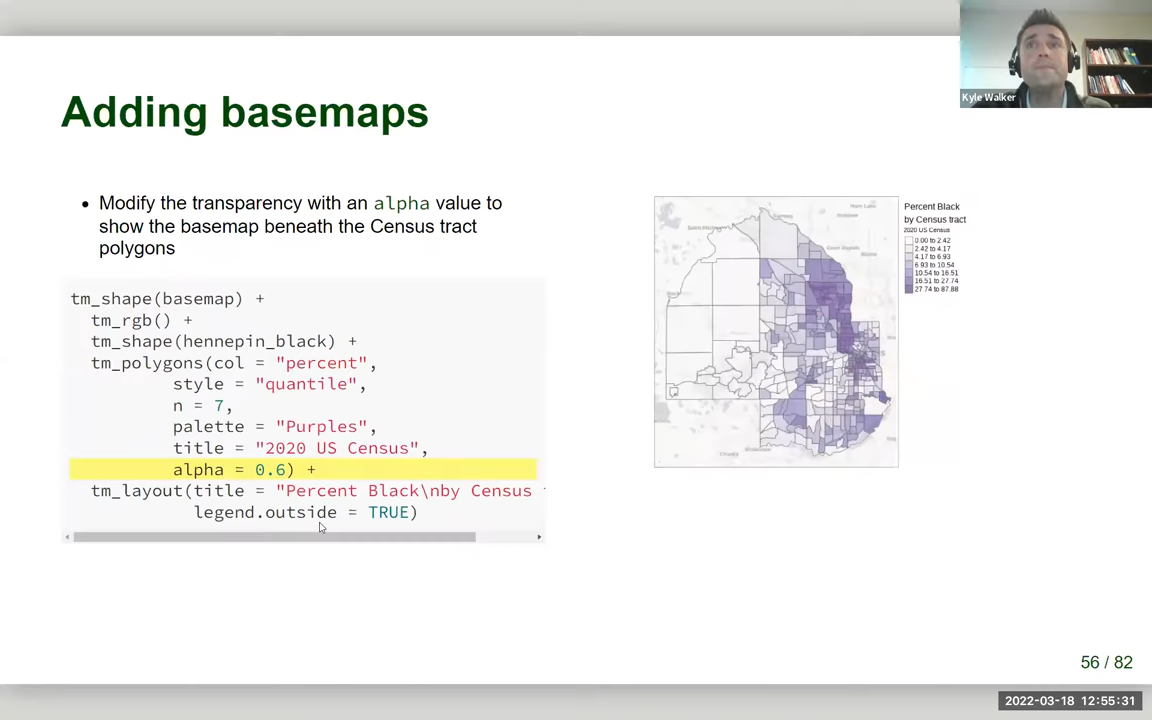 Kyle Walker
Adding basemaps
• Modify the transparency with an alpha value to
show the basemap beneath the Census tract
polygons
tm_shape(basemap) +
tm_rgb() +
tm_shape(hennepin_black) +
tm_polygons(col = "percent",
style = "quantile",
n = 7,
palette = "Purples",
title = "2020 US Census",
alpha = 0.6) +
tm_layout(title = "Percent Black\nby Census
legend.outside = TRUE)
Percent Black
by Census tract
2020 US Census
0.00 to 2.42
2.42 to 4.17
4.17 to 6.93
6.93 to 10.54
10.54 to 16.51
16.51 to 27.74
27.74 to 87.88
56 / 82
2022-03-18 12:55:31